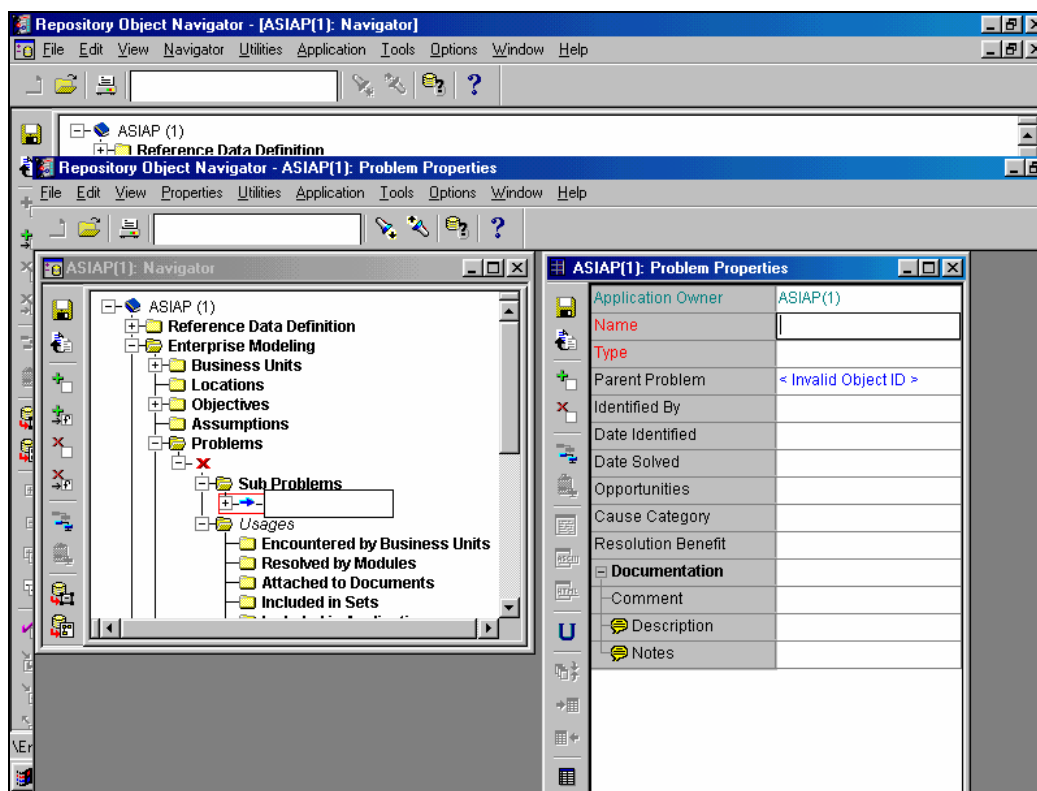 Repository Object Navigator - [ASIAP(1): Navigator]
File Edit View Navigator Utilities Application Tools Options Window Help
ASIAP (1)
Reference Data Definition
Repository Object Navigator - ASIAP(1): Problem Properties
File Edit View Properties Utilities Application Tools Options Window Help
ASIAP(1): Navigator
ASIAP (1)
Reference Data Definition
Enterprise Modeling
Business Units
Locations
Objectives
Assumptions
Problems
Sub Problems
Usages
Encountered by Business Units
Resolved by Modules
Attached to Documents
Included in Sets
ASIAP(1): Problem Properties
Application Owner ASIAP(1)
Name
Type
Parent Problem < Invalid Object ID >
Identified By
Date Identified
Date Solved
Opportunities
Cause Category
Resolution Benefit
Documentation
Comment
Description
Notes
ASCII
HTML
U
\Er